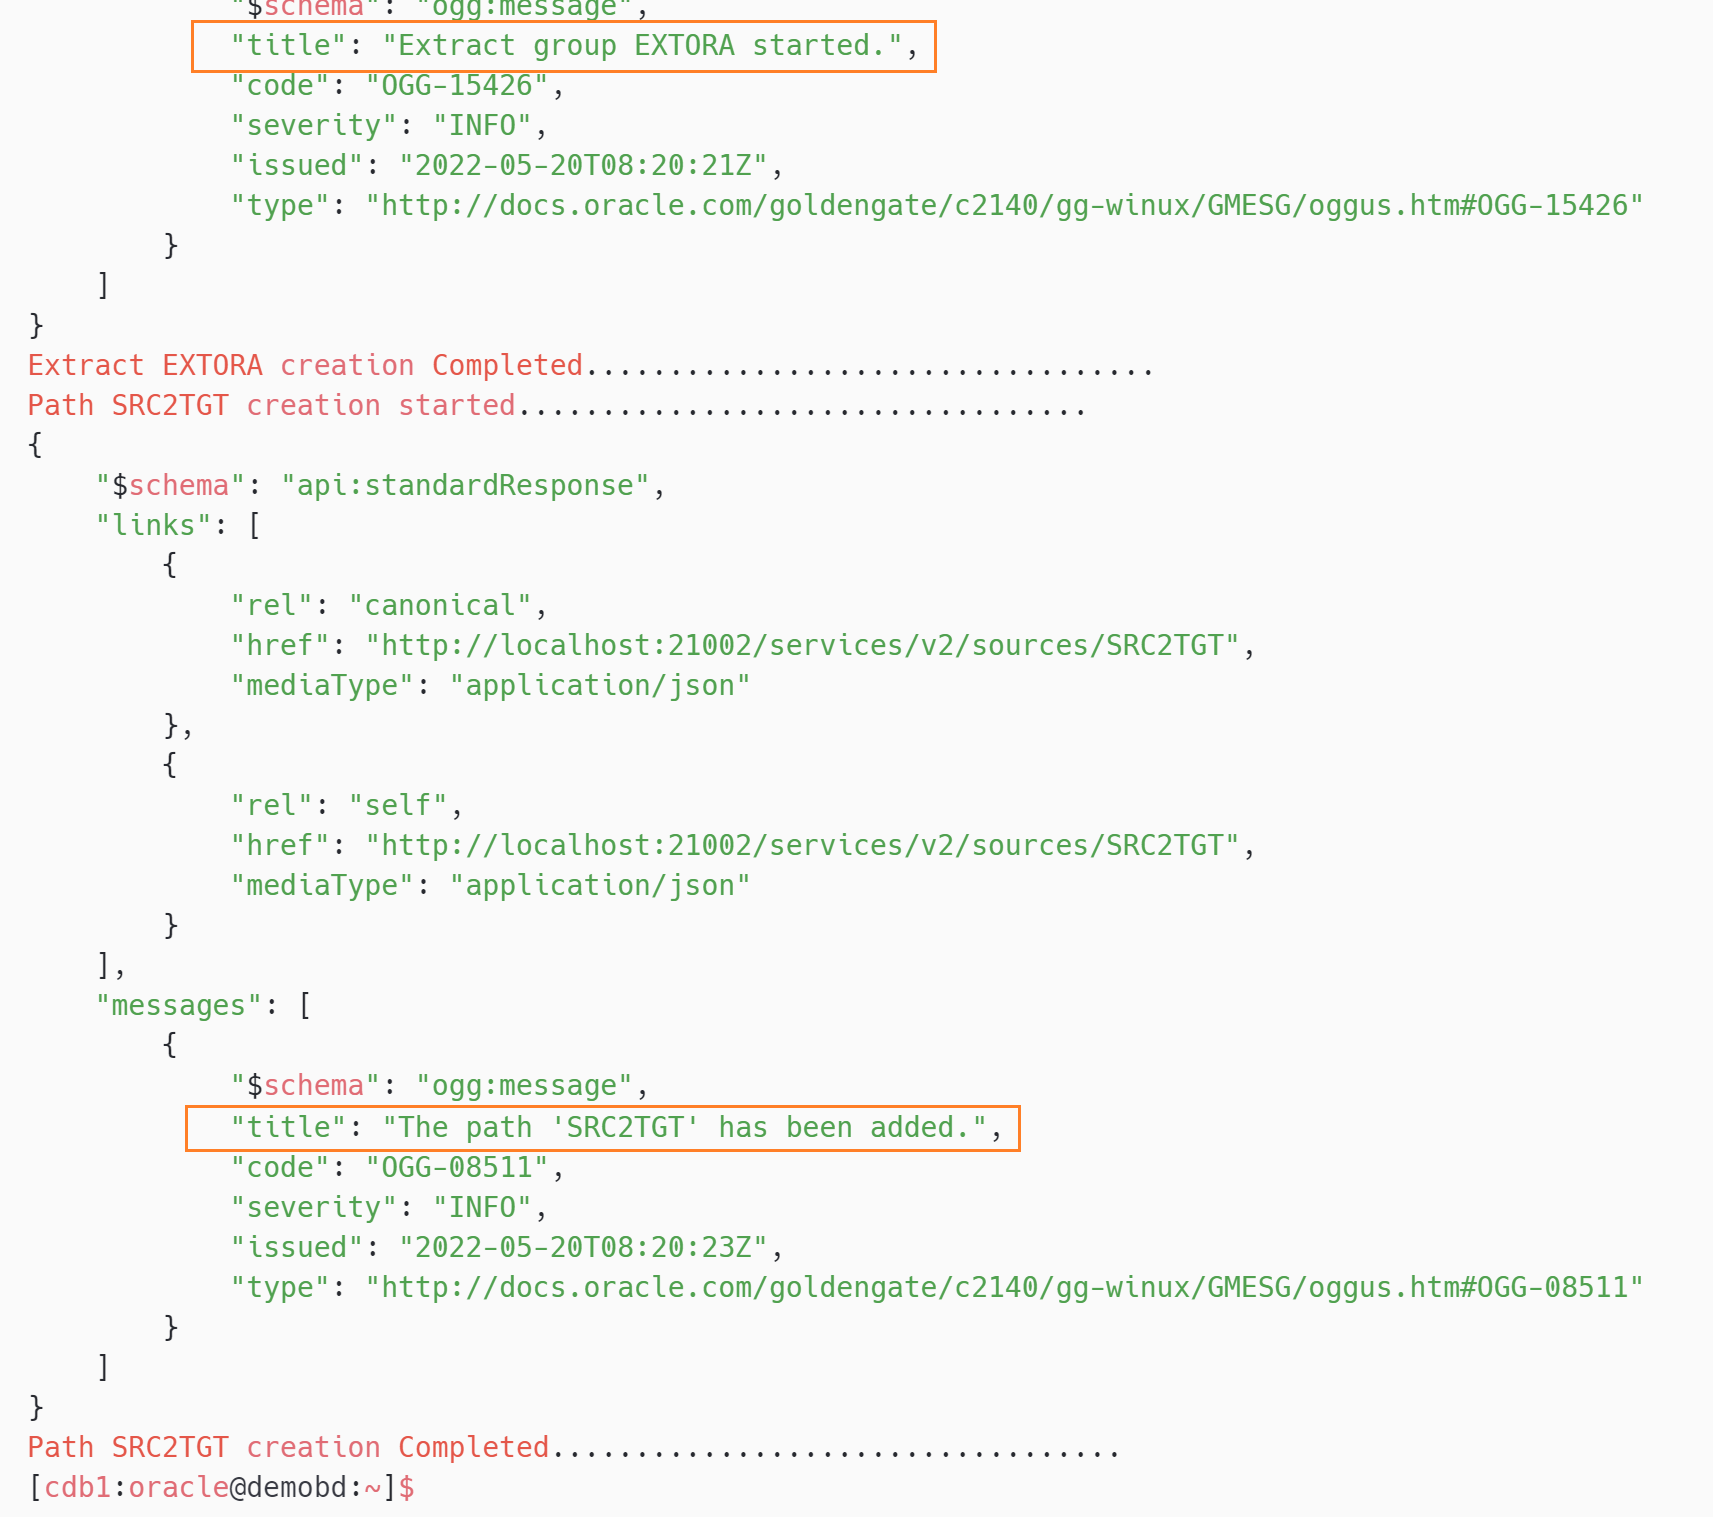 "$schema": "ogg:message",
            "title": "Extract group EXTORA started.",
            "code": "OGG-15426",
            "severity": "INFO",
            "issued": "2022-05-20T08:20:21Z",
            "type": "http://docs.oracle.com/goldengate/c2140/gg-winux/GMESG/oggus.htm#OGG-15426"
        }
    ]
}
Extract EXTORA creation Completed..................................
Path SRC2TGT creation started..................................
{
    "$schema": "api:standardResponse",
    "links": [
        {
            "rel": "canonical",
            "href": "http://localhost:21002/services/v2/sources/SRC2TGT",
            "mediaType": "application/json"
        },
        {
            "rel": "self",
            "href": "http://localhost:21002/services/v2/sources/SRC2TGT",
            "mediaType": "application/json"
        }
    ],
    "messages": [
        {
            "$schema": "ogg:message",
            "title": "The path 'SRC2TGT' has been added.",
            "code": "OGG-08511",
            "severity": "INFO",
            "issued": "2022-05-20T08:20:23Z",
            "type": "http://docs.oracle.com/goldengate/c2140/gg-winux/GMESG/oggus.htm#OGG-08511"
        }
    ]
}
Path SRC2TGT creation Completed..................................
[cdb1:oracle@demobd:~]$